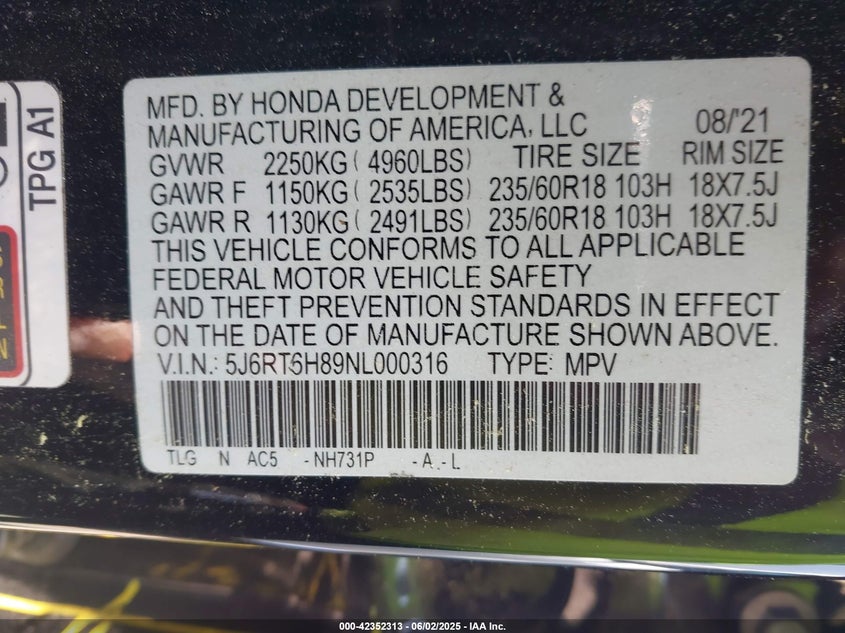 TPG A1
MFD. BY HONDA DEVELOPMENT &
MANUFACTURING OF AMERICA, LLC 08/'21
GVWR 2250KG ( 4960LBS) TIRE SIZE RIM SIZE
GAWR F 1150KG ( 2535LBS) 235/60R18 103H 18X7.5J
GAWR R 1130KG ( 2491LBS) 235/60R18 103H 18X7.5J
THIS VEHICLE CONFORMS TO ALL APPLICABLE
FEDERAL MOTOR VEHICLE SAFETY
AND THEFT PREVENTION STANDARDS IN EFFECT
ON THE DATE OF MANUFACTURE SHOWN ABOVE.
V.I.N.: 5J6RT6H89NL000316 TYPE: MPV
TLG N AC5 -NH731P -A -L
000-42352313 - 06/02/2025 - IAA Inc.